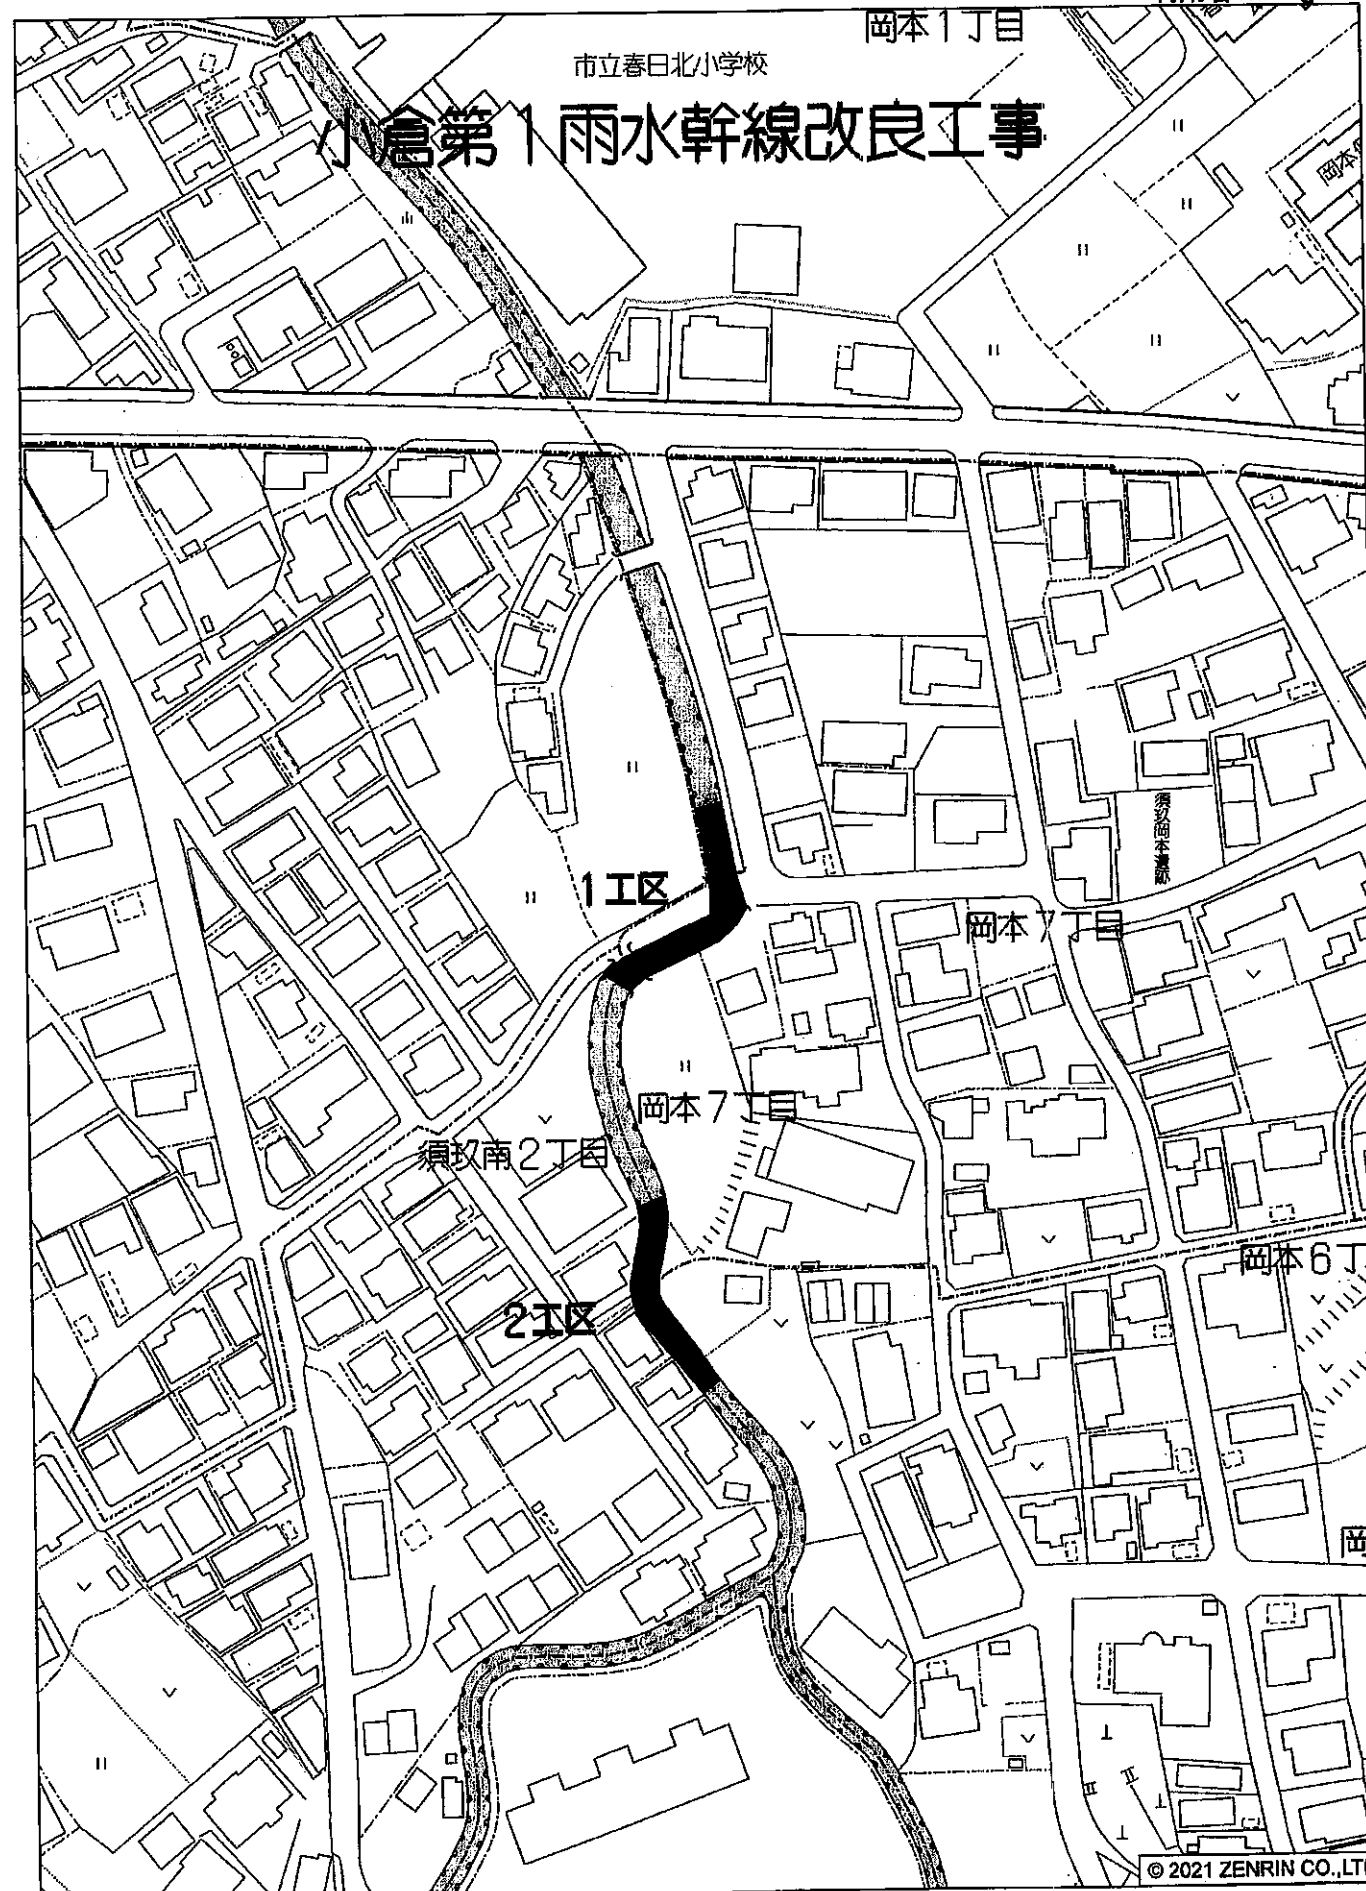 岡本1丁目
市立春日北小学校
小倉第1雨水幹線改良工事
岡本
須玖岡本遺跡
1工区
岡本7丁目
岡本7丁目
須玖南2丁目
岡本6丁
2工区
岡
© 2021 ZENRIN CO.,LT